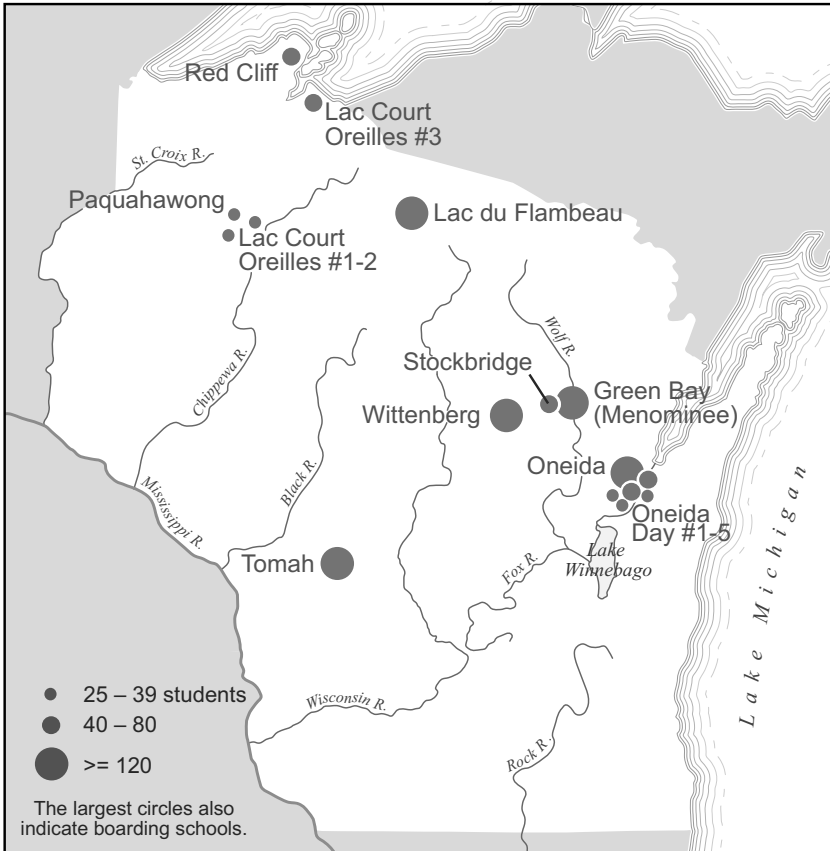 Red Cliff
Lac Court
Oreilles #3
St. Croix R.
Paquahawong
Lac Court
Oreilles #1-2
Lac du Flambeau
Wolf R.
Chippewa R.
Stockbridge
Green Bay
(Menominee)
Wittenberg
Oneida
Black R.
Mississippi R.
Oneida
Day #1-5
Tomah
Fox R.
Lake
Winnebago
Lake Michigan
Wisconsin R.
Rock R.
25 – 39 students
40 – 80
>= 120
The largest circles also
indicate boarding schools.